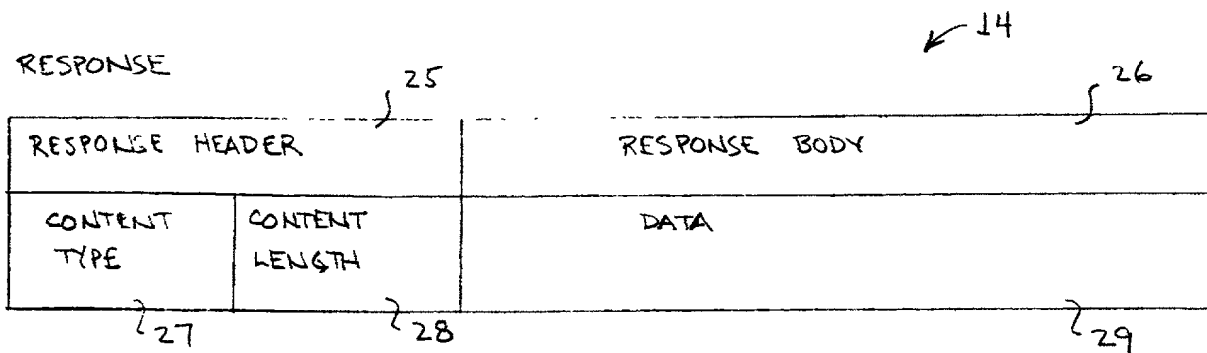 14
RESPONSE
25
26
RESPONSE HEADER
RESPONSE BODY
CONTENT TYPE
CONTENT LENGTH
DATA
27
28
29